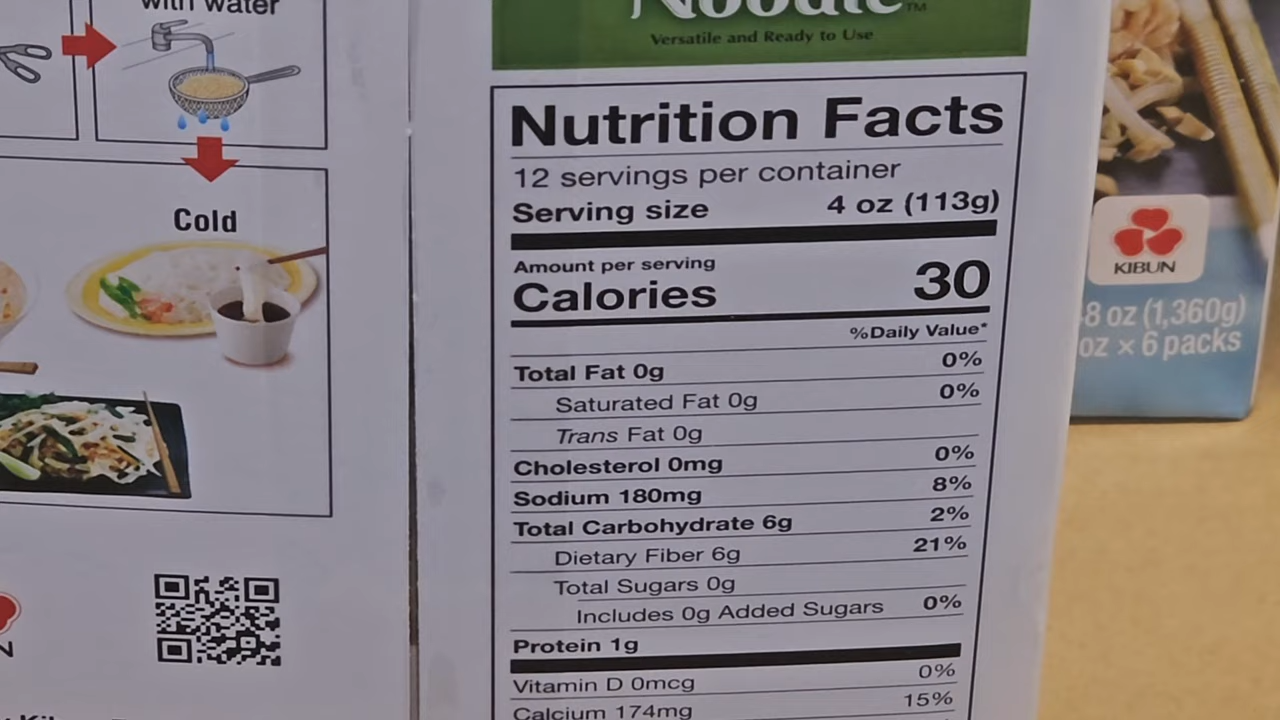 with water
Cold
Noodle™
Versatile and Ready to Use
Nutrition Facts
12 servings per container
Serving size 4 oz (113g)
Amount per serving
Calories 30
%Daily Value*
Total Fat 0g 0%
Saturated Fat 0g 0%
Trans Fat 0g
Cholesterol 0mg 0%
Sodium 180mg 8%
Total Carbohydrate 6g 2%
Dietary Fiber 6g 21%
Total Sugars 0g
Includes 0g Added Sugars 0%
Protein 1g
Vitamin D 0mcg 0%
Calcium 174mg 15%
KIBUN
8 oz (1,360g)
oz × 6 packs